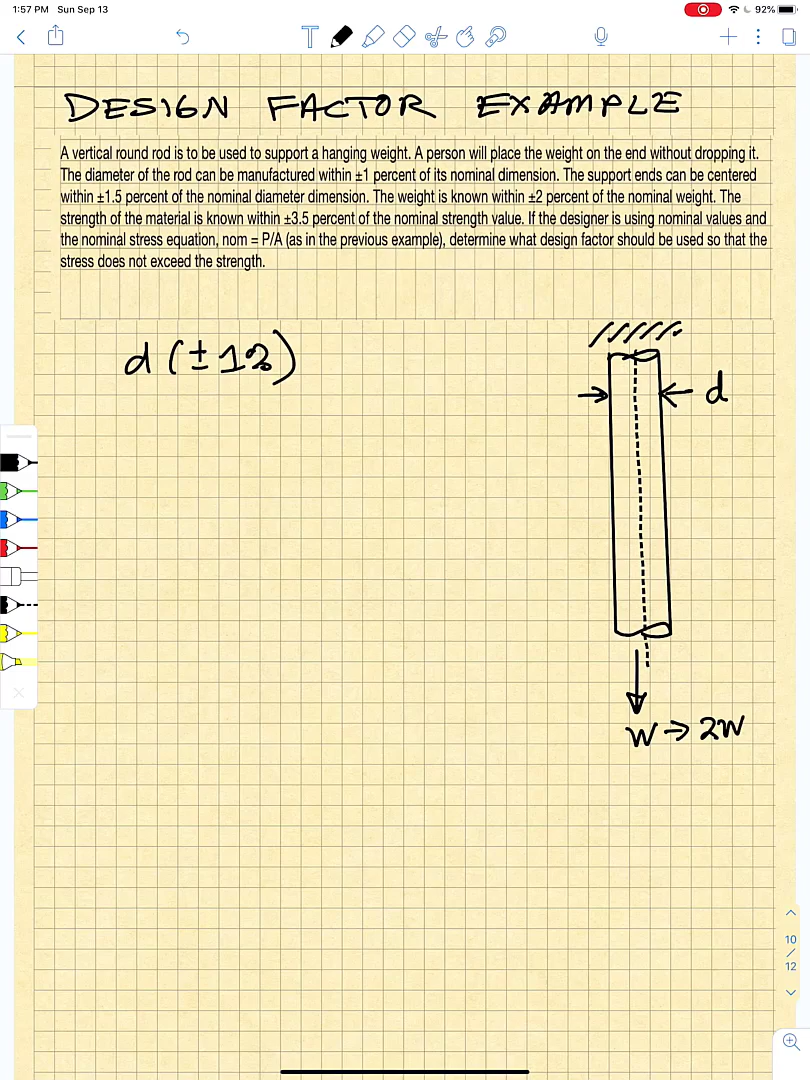 1:57 PM Sun Sep 13
92%
DESIGN FACTOR EXAMPLE
A vertical round rod is to be used to support a hanging weight. A person will place the weight on the end without dropping it.
The diameter of the rod can be manufactured within ±1 percent of its nominal dimension. The support ends can be centered
within ±1.5 percent of the nominal diameter dimension. The weight is known within ±2 percent of the nominal weight. The
strength of the material is known within ±3.5 percent of the nominal strength value. If the designer is using nominal values and
the nominal stress equation, nom = P/A (as in the previous example), determine what design factor should be used so that the
stress does not exceed the strength.
d (±1%)
d
W → 2W
10
/
12